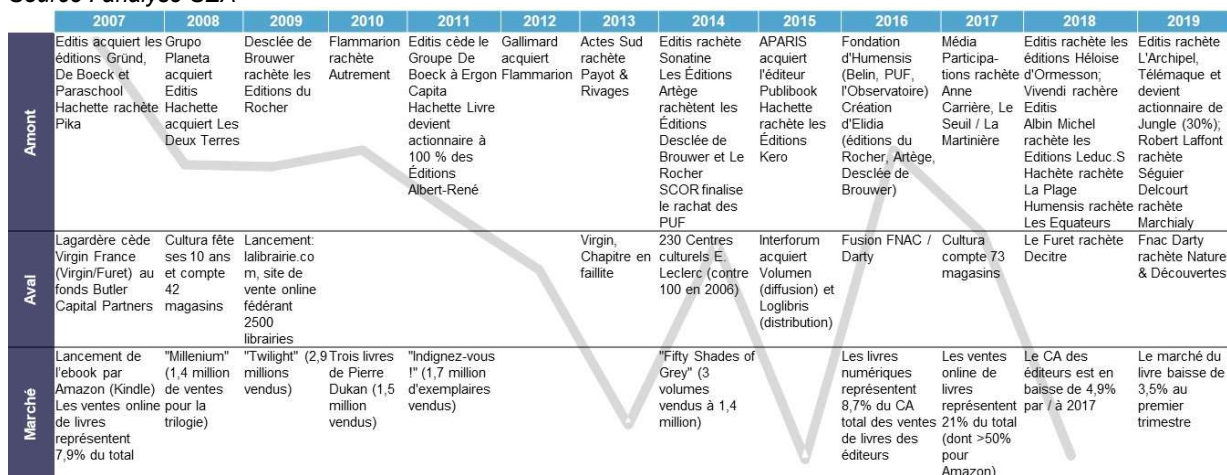 2007 2008 2009 2010 2011 2012 2013 2014 2015 2016 2017 2018 2019
Amont
Editis acquiert les
éditions Gründ,
De Boeck et
Paraschool
Hachette rachète
Pika
Grupo
Planeta
acquiert
Editis
Hachette
acquiert Les
Deux Terres
Desclée de
Brouwer
rachète les
Editions du
Rocher
Flammarion
rachète
Autrement
Editis cède le
Groupe De
Boeck à Ergon
Capita
Hachette Livre
devient
actionnaire à
100 % des
Éditions
Albert-René
Gallimard
acquiert
Flammarion
Actes Sud
rachète
Payot &
Rivages
Editis rachète
Sonatine
Les Éditions
Artège
rachètent les
Éditions
Desclée de
Brouwer et Le
Rocher
SCOR finalise
le rachat des
PUF
APARIS
acquiert
l'éditeur
Publibook
Hachette
rachète les
Éditions
Kero
Fondation
d'Humensis
(Belin, PUF,
l'Observatoire)
Création
d'Elidia
(éditions du
Rocher, Artège,
Desclée de
Brouwer)
Média
Participa-
tions rachète
Anne
Carrière, Le
Seuil / La
Martinière
Editis rachète les
éditions Héloise
d'Ormesson;
Vivendi rachère
Editis
Albin Michel
rachète les
Editions Leduc.S
Hachète rachète
La Plage
Humensis rachète
Les Equateurs
Editis rachète
L'Archipel,
Télémaque et
devient
actionnaire de
Jungle (30%);
Robert Laffont
rachète
Séguier
Delcourt
rachète
Marchialy
Aval
Lagardère cède
Virgin France
(Virgin/Furet) au
fonds Butler
Capital Partners
Cultura fête
ses 10 ans
et compte
42
magasins
Lancement:
lalibrairie.co
m, site de
vente online
fédérant
2500
librairies
Virgin,
Chapitre en
faillite
230 Centres
culturels E.
Leclerc (contre
100 en 2006)
Interforum
acquiert
Volumen
(diffusion) et
Loglibris
(distribution)
Fusion FNAC /
Darty
Cultura
compte 73
magasins
Le Furet rachète
Decitre
Fnac Darty
rachète Nature
& Découvertes
Marché
Lancement de
l'ebook par
Amazon (Kindle)
Les ventes online
de livres
représentent
7,9% du total
"Millenium"
(1,4 million
de ventes
pour la
trilogie)
"Twilight" (2,9
millions
vendus)
Trois livres
de Pierre
Dukan (1,5
million
vendus)
"Indignez-vous
!" (1,7 million
d'exemplaires
vendus)
"Fifty Shades of
Grey" (3
volumes
vendus à 1,4
million)
Les livres
numériques
représentent
8,7% du CA
total des ventes
de livres des
éditeurs
Les ventes
online de
livres
représentent
21% du total
(dont >50%
pour
Amazon)
Le CA des
éditeurs est en
baisse de 4,9%
par / à 2017
Le marché du
livre baisse de
3,5% au
premier
trimestre